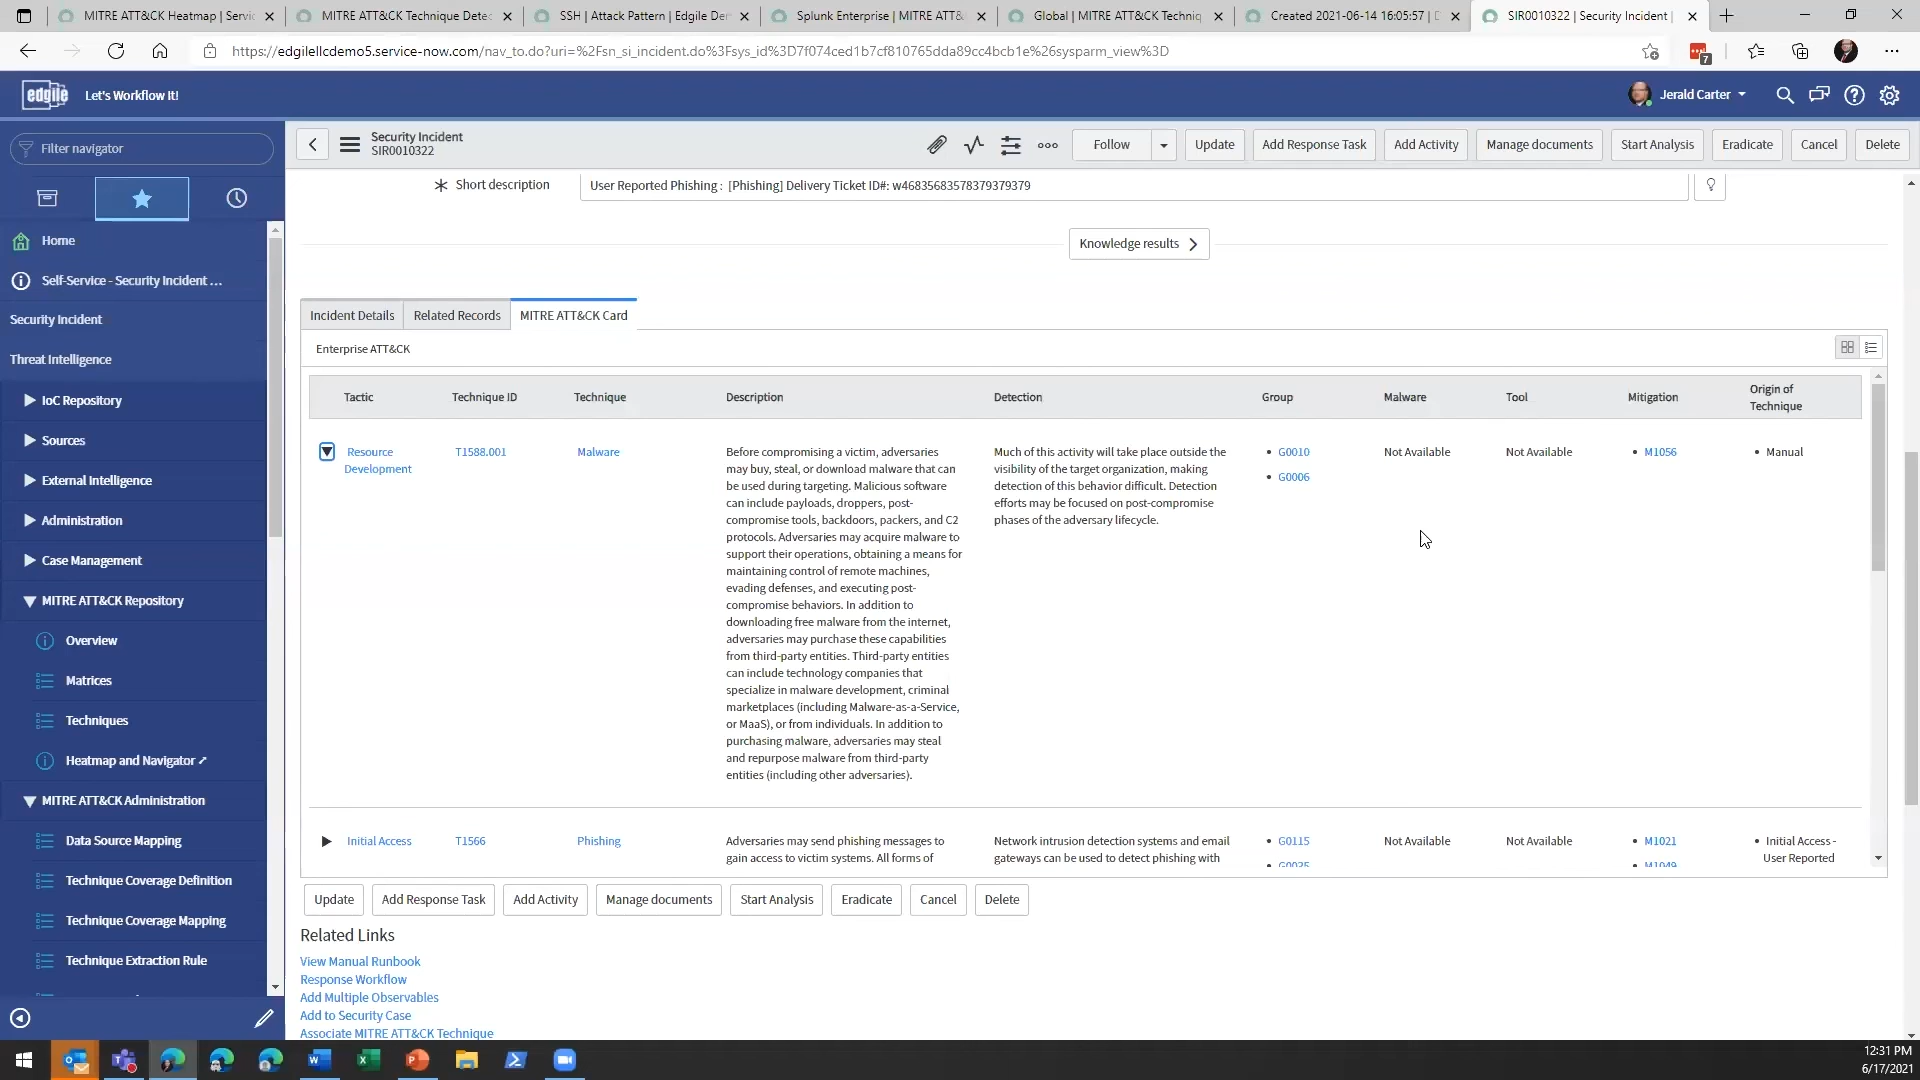 MITRE ATT&CK Heatmap | Servic
MITRE ATT&CK Technique Detec
SSH | Attack Pattern | Edgile De
Splunk Enterprise | MITRE ATT&
Global | MITRE ATT&CK Techniq
Created 2021-06-14 16:05:57 |
SIR0010322 | Security Incident |
https://edgilellcdemo5.service-now.com/nav_to.do?uri=%2Fsn_si_incident.do%3Fsys_id%3D7f074ced1b7cf810765dda89cc4bcb1e%26sysparm_view%3D
7
edgile
Let's Workflow It!
Jerald Carter
Filter navigator
Home
Self-Service - Security Incident ...
Security Incident
Threat Intelligence
IoC Repository
Sources
External Intelligence
Administration
Case Management
MITRE ATT&CK Repository
Overview
Matrices
Techniques
Heatmap and Navigator
MITRE ATT&CK Administration
Data Source Mapping
Technique Coverage Definition
Technique Coverage Mapping
Technique Extraction Rule
Security Incident
SIR0010322
Follow
Update
Add Response Task
Add Activity
Manage documents
Start Analysis
Eradicate
Cancel
Delete
Short description
User Reported Phishing : [Phishing] Delivery Ticket ID#: w46835683578379379379
Knowledge results
Incident Details
Related Records
MITRE ATT&CK Card
Enterprise ATT&CK
Tactic
Technique ID
Technique
Description
Detection
Group
Malware
Tool
Mitigation
Origin of
Technique
Resource
Development
T1588.001
Malware
Before compromising a victim, adversaries
may buy, steal, or download malware that can
be used during targeting. Malicious software
can include payloads, droppers, post-
compromise tools, backdoors, packers, and C2
protocols. Adversaries may acquire malware to
support their operations, obtaining a means for
maintaining control of remote machines,
evading defenses, and executing post-
compromise behaviors. In addition to
downloading free malware from the internet,
adversaries may purchase these capabilities
from third-party entities. Third-party entities
can include technology companies that
specialize in malware development, criminal
marketplaces (including Malware-as-a-Service,
or MaaS), or from individuals. In addition to
purchasing malware, adversaries may steal
and repurpose malware from third-party
entities (including other adversaries).
Much of this activity will take place outside the
visibility of the target organization, making
detection of this behavior difficult. Detection
efforts may be focused on post-compromise
phases of the adversary lifecycle.
G0010
G0006
Not Available
Not Available
M1056
Manual
Initial Access
T1566
Phishing
Adversaries may send phishing messages to
gain access to victim systems. All forms of
Network intrusion detection systems and email
gateways can be used to detect phishing with
G0115
G0035
Not Available
Not Available
M1021
M1049
Initial Access -
User Reported
Update
Add Response Task
Add Activity
Manage documents
Start Analysis
Eradicate
Cancel
Delete
Related Links
View Manual Runbook
Response Workflow
Add Multiple Observables
Add to Security Case
Associate MITRE ATT&CK Technique
12:31 PM
6/17/2021